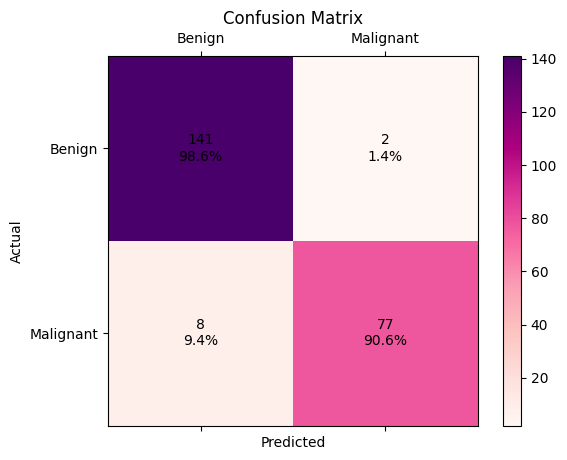 Confusion Matrix
Benign Malignant
140
120
100
80
60
40
20
Actual
Benign
141 2
98.6% 1.4%
Malignant
8 77
9.4% 90.6%
Predicted